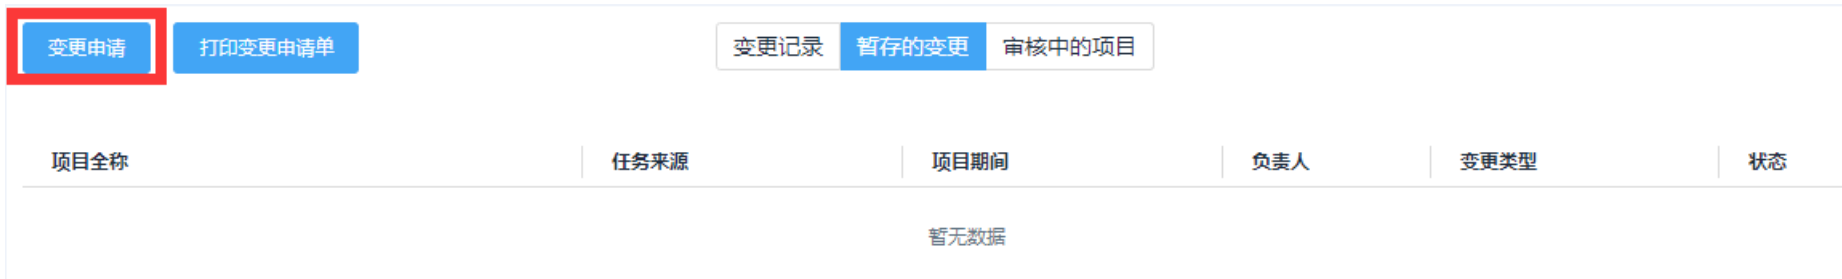 变更申请 打印变更申请单 变更记录 暂存的变更 审核中的项目
项目全称 任务来源 项目期间 负责人 变更类型 状态
暂无数据